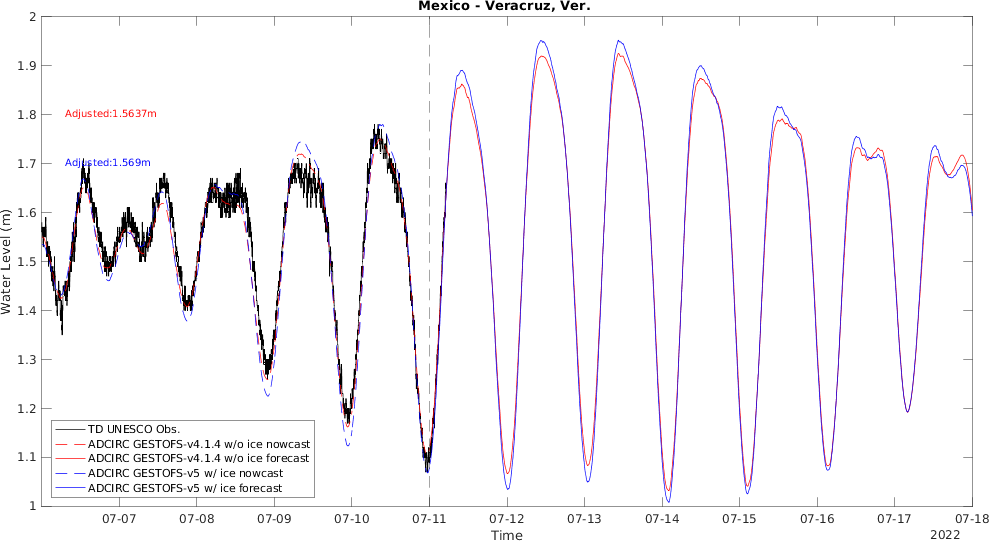 Mexico - Veracruz, Ver.
2
1.9
1.8
1.7
1.6
1.5
1.4
1.3
1.2
1.1
1
Water Level (m)
Adjusted:1.5637m
Adjusted:1.569m
TD UNESCO Obs.
ADCIRC GESTOFS-v4.1.4 w/o ice nowcast
ADCIRC GESTOFS-v4.1.4 w/o ice forecast
ADCIRC GESTOFS-v5 w/ ice nowcast
ADCIRC GESTOFS-v5 w/ ice forecast
07-07 07-08 07-09 07-10 07-11 07-12 07-13 07-14 07-15 07-16 07-17 07-18
Time
2022